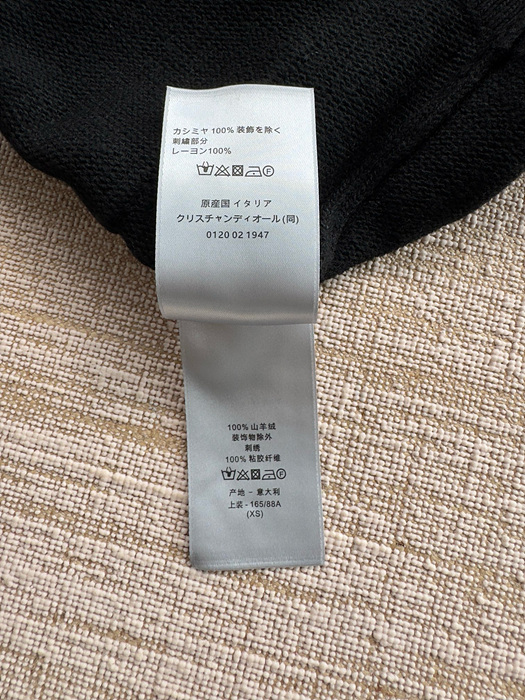 カシミヤ 100% 装飾を除く
刺繍部分
レーヨン100%
Ⓕ
原産国 イタリア
クリスチャンディオール(同)
0120 02 1947
100% 山羊绒
装饰物除外
刺绣
100% 粘胶纤维
Ⓕ
产地 - 意大利
上装 - 165/88A
(XS)